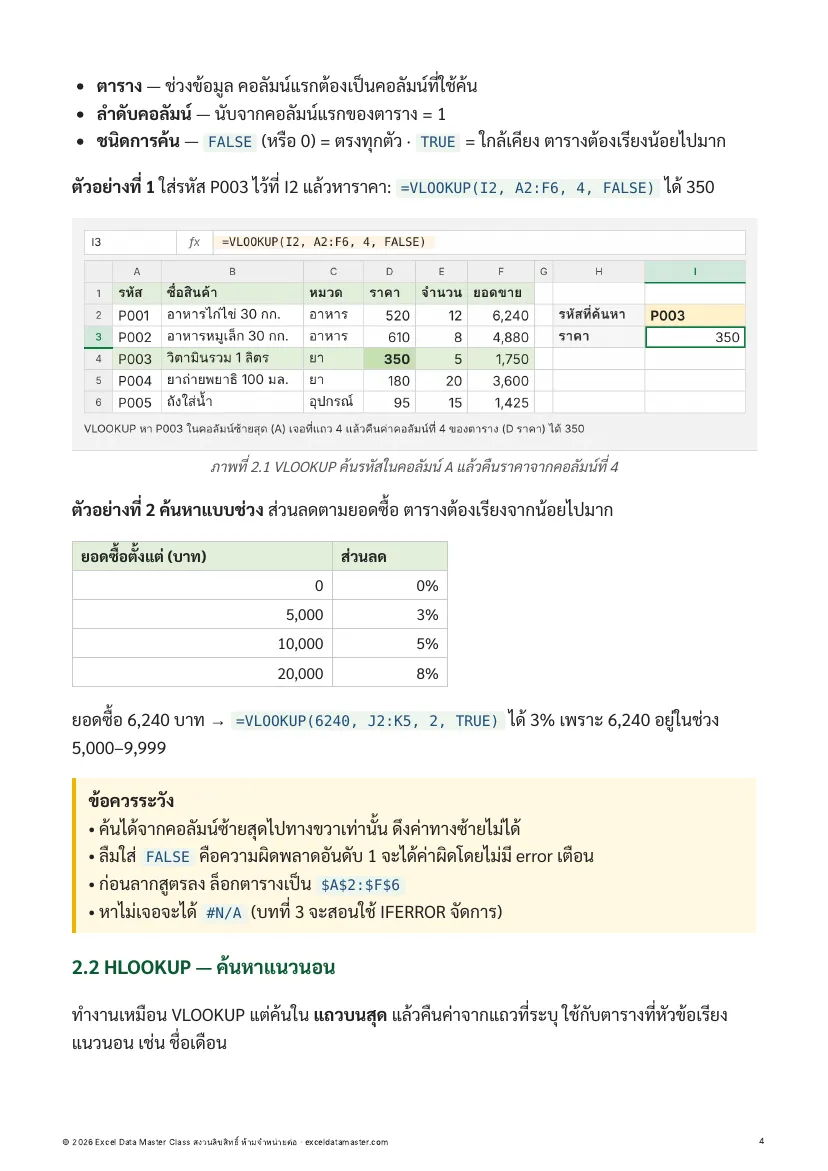 • ตาราง — ช่วงข้อมูล คอลัมน์แรกต้องเป็นคอลัมน์ที่ใช้ค้น
• ลำดับคอลัมน์ — นับจากคอลัมน์แรกของตาราง = 1
• ชนิดการค้น — FALSE (หรือ 0) = ตรงทุกตัว · TRUE = ใกล้เคียง ตารางต้องเรียงน้อยไปมาก
ตัวอย่างที่ 1 ใส่รหัส P003 ไว้ที่ I2 แล้วหาราคา: =VLOOKUP(I2, A2:F6, 4, FALSE) ได้ 350
I3 fx =VLOOKUP(I2, A2:F6, 4, FALSE)
A B C D E F G H I
1 รหัส ชื่อสินค้า หมวด ราคา จำนวน ยอดขาย
2 P001 อาหารไก่ไข่ 30 กก. อาหาร 520 12 6,240 รหัสที่ค้นหา P003
3 P002 อาหารหมูเล็ก 30 กก. อาหาร 610 8 4,880 ราคา 350
4 P003 วิตามินรวม 1 ลิตร ยา 350 5 1,750
5 P004 ยาถ่ายพยาธิ 100 มล. ยา 180 20 3,600
6 P005 ถังใส่น้ำ อุปกรณ์ 95 15 1,425
VLOOKUP หา P003 ในคอลัมน์ซ้ายสุด (A) เจอที่แถว 4 แล้วคืนค่าคอลัมน์ที่ 4 ของตาราง (D ราคา) ได้ 350
ภาพที่ 2.1 VLOOKUP ค้นรหัสในคอลัมน์ A แล้วคืนราคาจากคอลัมน์ที่ 4
ตัวอย่างที่ 2 ค้นหาแบบช่วง ส่วนลดตามยอดซื้อ ตารางต้องเรียงจากน้อยไปมาก
ยอดซื้อตั้งแต่ (บาท) ส่วนลด
0 0%
5,000 3%
10,000 5%
20,000 8%
ยอดซื้อ 6,240 บาท → =VLOOKUP(6240, J2:K5, 2, TRUE) ได้ 3% เพราะ 6,240 อยู่ในช่วง
5,000–9,999
ข้อควรระวัง
• ค้นได้จากคอลัมน์ซ้ายสุดไปทางขวาเท่านั้น ดึงค่าทางซ้ายไม่ได้
• ลืมใส่ FALSE คือความผิดพลาดอันดับ 1 จะได้ค่าผิดโดยไม่มี error เตือน
• ก่อนลากสูตรลง ล็อกตารางเป็น $A$2:$F$6
• หาไม่เจอจะได้ #N/A (บทที่ 3 จะสอนใช้ IFERROR จัดการ)
2.2 HLOOKUP — ค้นหาแนวนอน
ทำงานเหมือน VLOOKUP แต่ค้นใน แถวบนสุด แล้วคืนค่าจากแถวที่ระบุ ใช้กับตารางที่หัวข้อเรียง
แนวนอน เช่น ชื่อเดือน
© 2026 Excel Data Master Class สงวนลิขสิทธิ์ ห้ามจำหน่ายต่อ · exceldatamaster.com 4